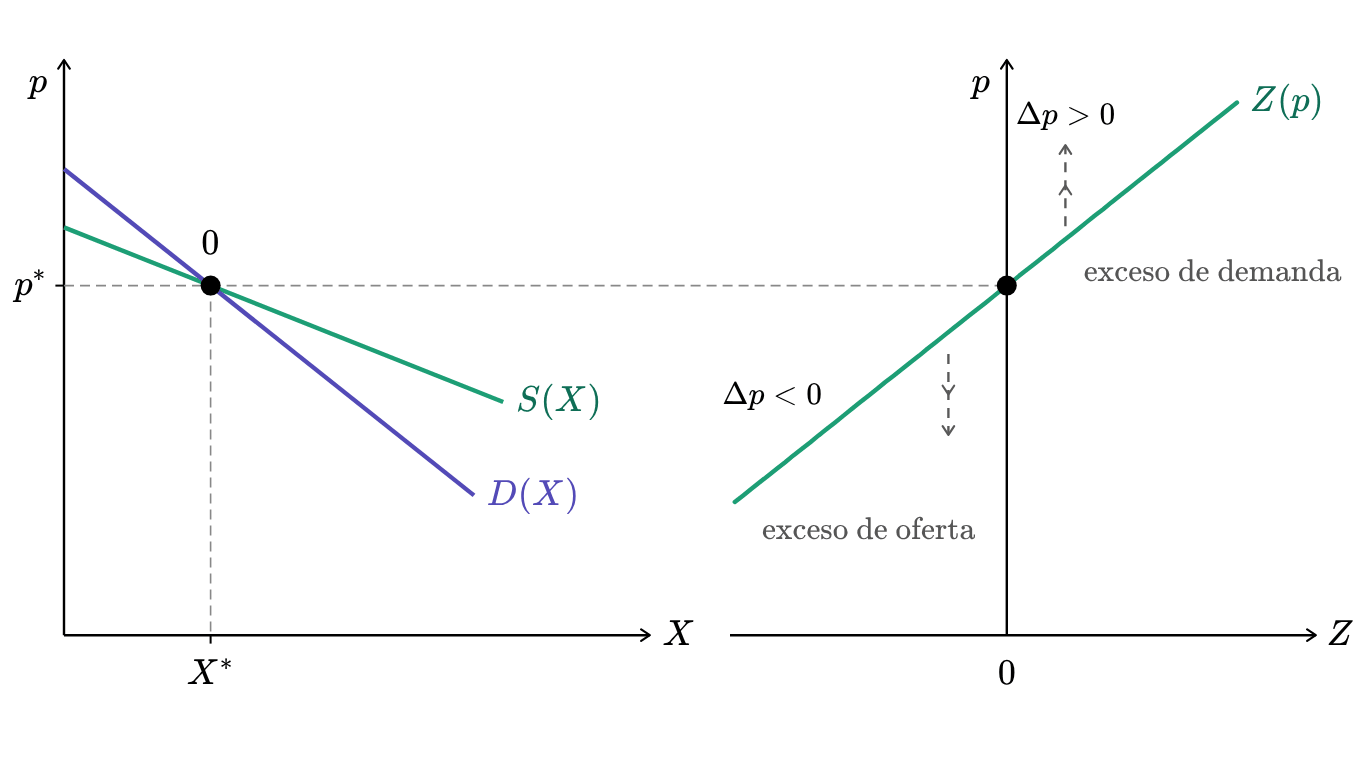 p
0
p*
S(X)
D(X)
X
X*
p
Δp > 0
Z(p)
exceso de demanda
Δp < 0
exceso de oferta
Z
0